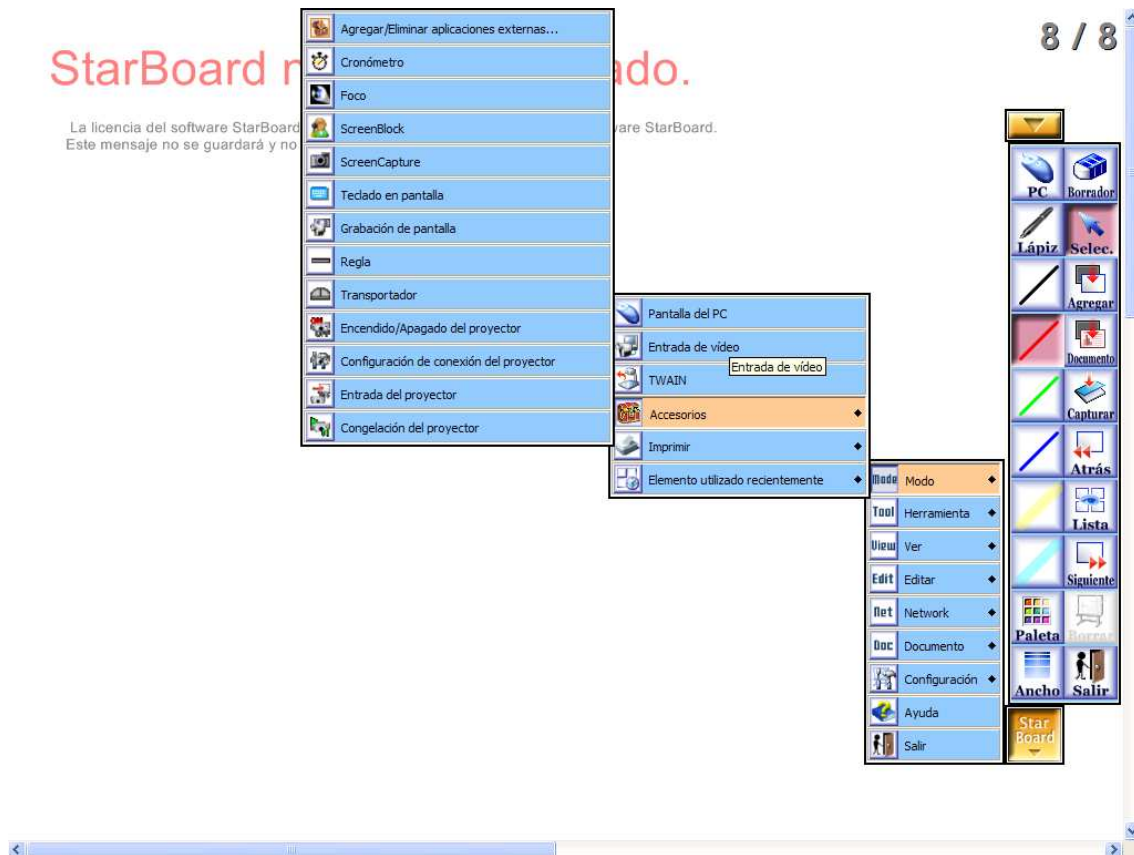 8 / 8
StarBoard n
ado.
La licencia del software StarBoard
ware StarBoard.
Este mensaje no se guardará y no
Agregar/Eliminar aplicaciones externas...
Cronómetro
Foco
ScreenBlock
ScreenCapture
Teclado en pantalla
Grabación de pantalla
Regla
Transportador
Encendido/Apagado del proyector
Configuración de conexión del proyector
Entrada del proyector
Congelación del proyector
Pantalla del PC
Entrada de vídeo
Entrada de vídeo
TWAIN
Accesorios
Imprimir
Elemento utilizado recientemente
Mode Modo
Tool Herramienta
View Ver
Edit Editar
Net Network
Doc Documento
Configuración
Ayuda
Salir
PC Borrador
Lápiz Selec.
Agregar
Documento
Capturar
Atrás
Lista
Siguiente
Paleta Borrar
Ancho Salir
Star
Board